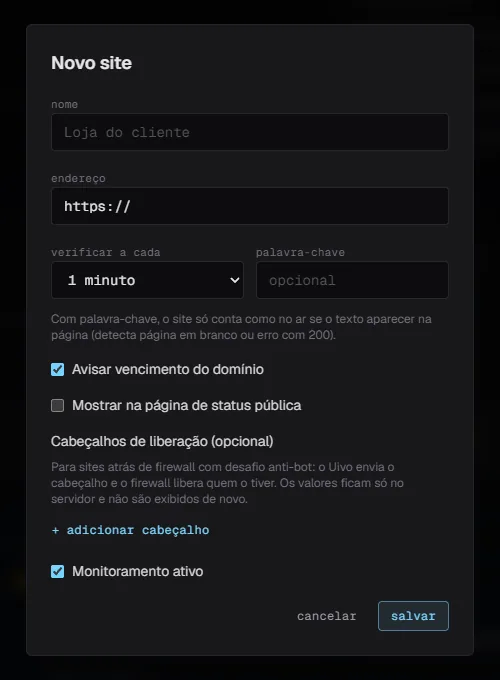 Novo site
nome
Loja do cliente
endereço
https://
verificar a cada
palavra-chave
1 minuto
opcional
Com palavra-chave, o site só conta como no ar se o texto aparecer na
página (detecta página em branco ou erro com 200).
Avisar vencimento do domínio
Mostrar na página de status pública
Cabeçalhos de liberação (opcional)
Para sites atrás de firewall com desafio anti-bot: o Uivo envia o
cabeçalho e o firewall libera quem o tiver. Os valores ficam só no
servidor e não são exibidos de novo.
+ adicionar cabeçalho
Monitoramento ativo
cancelar
salvar